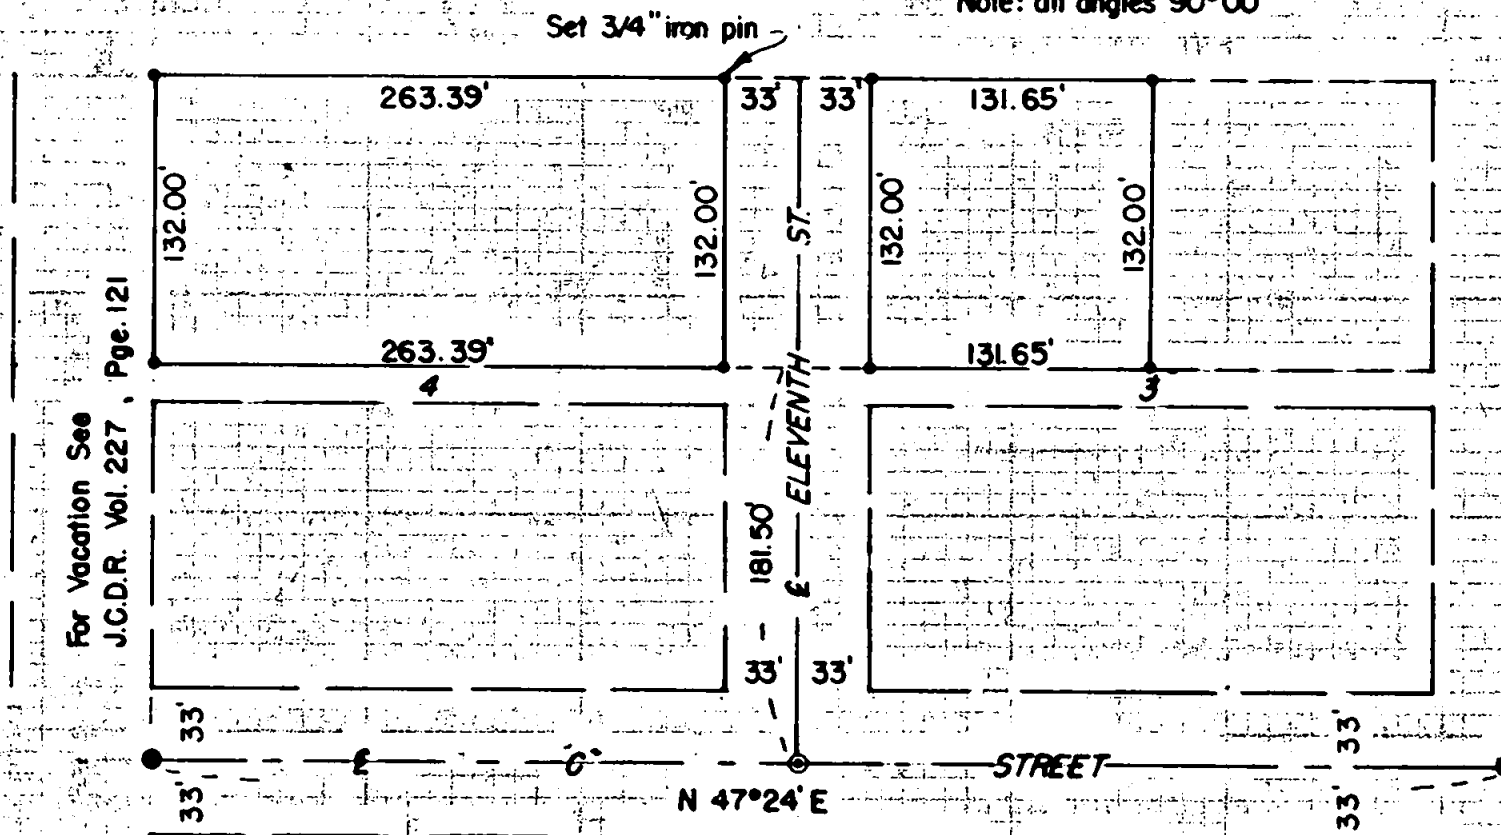 Note: all angles 90°00'
Set 3/4" iron pin
263.39'
33'
33'
131.65'
132.00'
132.00'
132.00'
132.00'
263.39'
131.65'
4
3
℄ ELEVENTH ST.
181.50'
For Vacation See
J.C.D.R. Vol. 227, Pge. 121
33'
33'
33'
33'
℄ "C" STREET
33'
33'
N 47°24' E